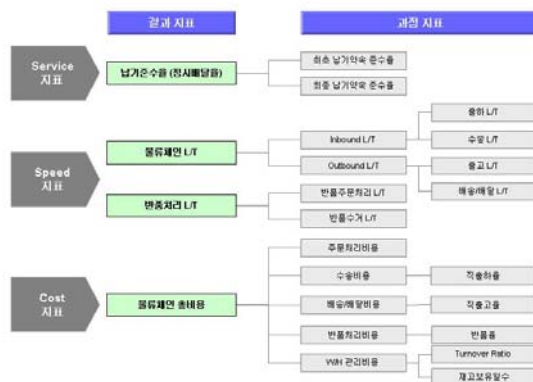 결과 지표
과정 지표
Service
지표
납기준수율 (정시배달율)
최초 납기약속 준수율
최종 납기약속 준수율
Speed
지표
물류체인 L/T
Inbound L/T
출하 L/T
수송 L/T
Outbound L/T
출고 L/T
배송/배달 L/T
반품처리 L/T
반품주문처리 L/T
반품수거 L/T
Cost
지표
물류체인 총비용
주문처리비용
수송비용
직출하율
배송/배달비용
직출고율
반품처리비용
반품율
W/H 관리비용
Turnover Ratio
재고보유일수